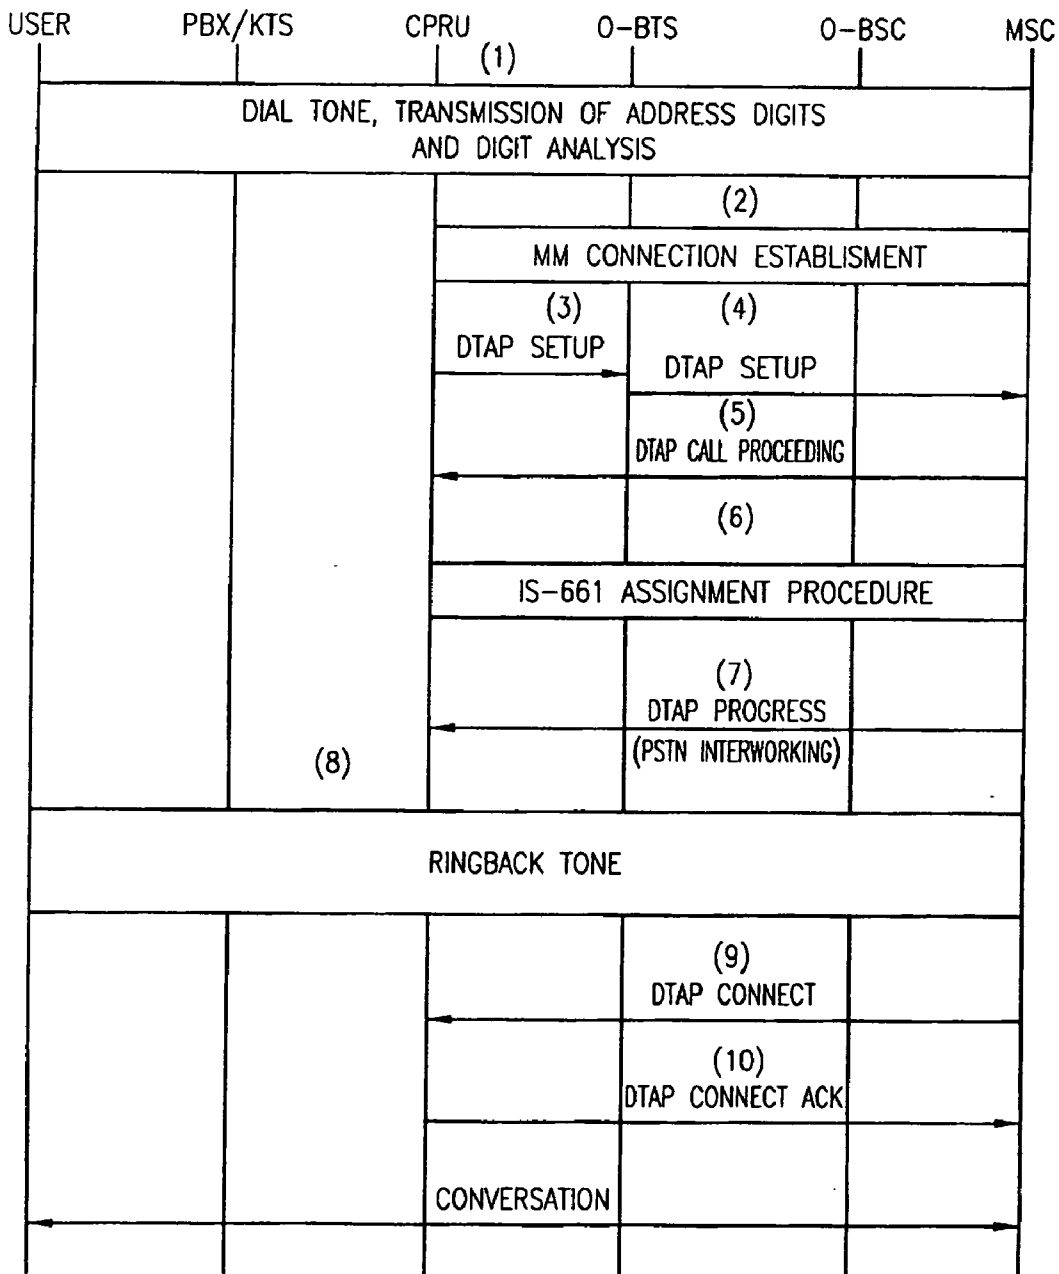 USER PBX/KTS CPRU O-BTS O-BSC MSC
(1)
DIAL TONE, TRANSMISSION OF ADDRESS DIGITS
AND DIGIT ANALYSIS
(2)
MM CONNECTION ESTABLISMENT
(3) (4)
DTAP SETUP
DTAP SETUP
(5)
DTAP CALL PROCEEDING
(6)
IS-661 ASSIGNMENT PROCEDURE
(7)
DTAP PROGRESS
(PSTN INTERWORKING)
(8)
RINGBACK TONE
(9)
DTAP CONNECT
(10)
DTAP CONNECT ACK
CONVERSATION